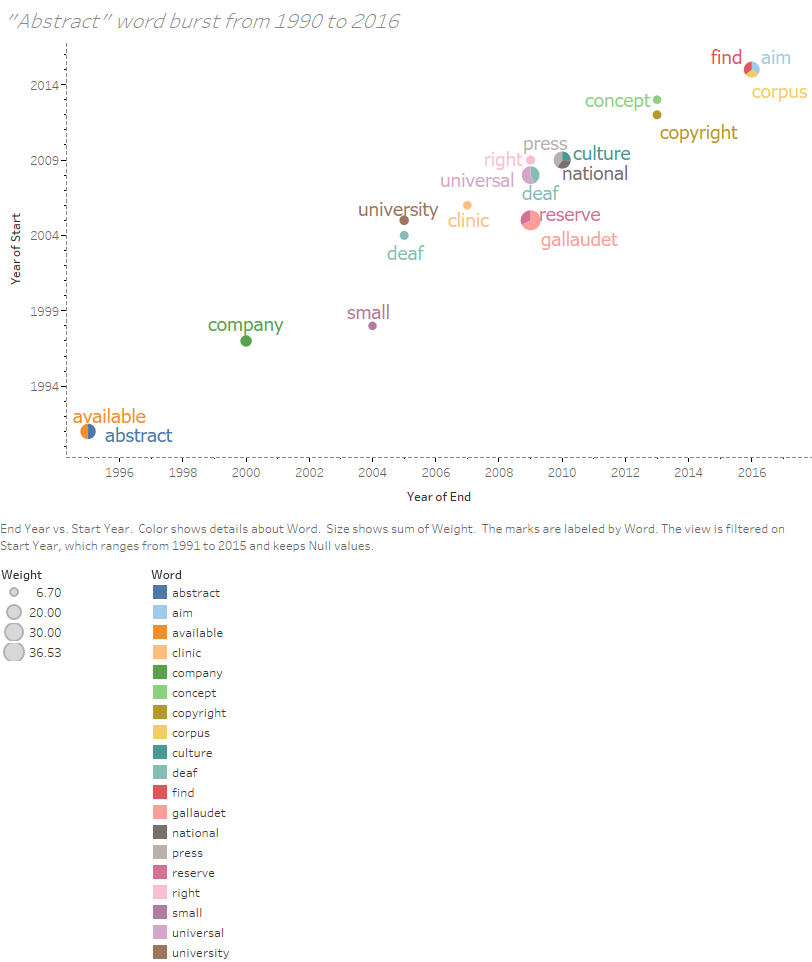 "Abstract" word burst from 1990 to 2016
find aim
2014
corpus
concept
copyright
press
2009
right
culture
universal
national
deaf
university
reserve
clinic
2004
gallaudet
deaf
Year of Start
1999
small
company
1994
available
abstract
1996 1998 2000 2002 2004 2006 2008 2010 2012 2014 2016
Year of End
End Year vs. Start Year.  Color shows details about Word.  Size shows sum of Weight.  The marks are labeled by Word. The view is filtered on
Start Year, which ranges from 1991 to 2015 and keeps Null values.
Weight
6.70
20.00
30.00
36.53
Word
abstract
aim
available
clinic
company
concept
copyright
corpus
culture
deaf
find
gallaudet
national
press
reserve
right
small
universal
university